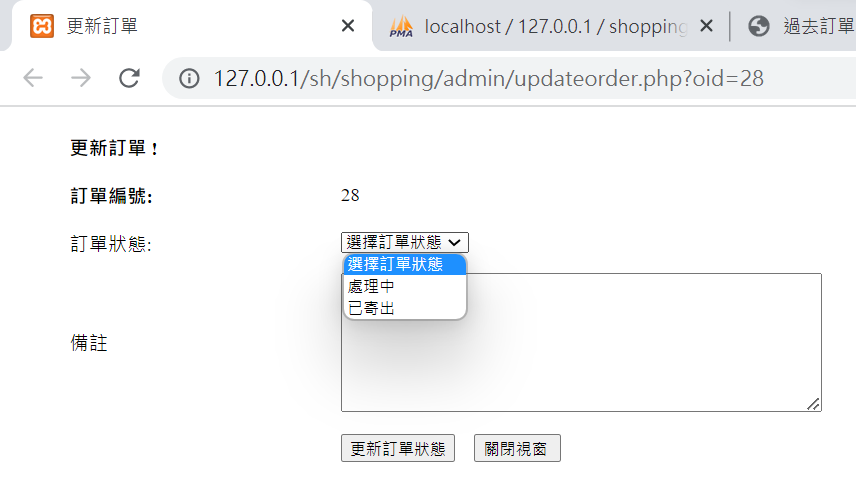 更新訂單
PMA
localhost / 127.0.0.1 / shopping
過去訂單
127.0.0.1/sh/shopping/admin/updateorder.php?oid=28
更新訂單 !
訂單編號:
28
訂單狀態:
選擇訂單狀態
選擇訂單狀態
處理中
已寄出
備註
更新訂單狀態
關閉視窗